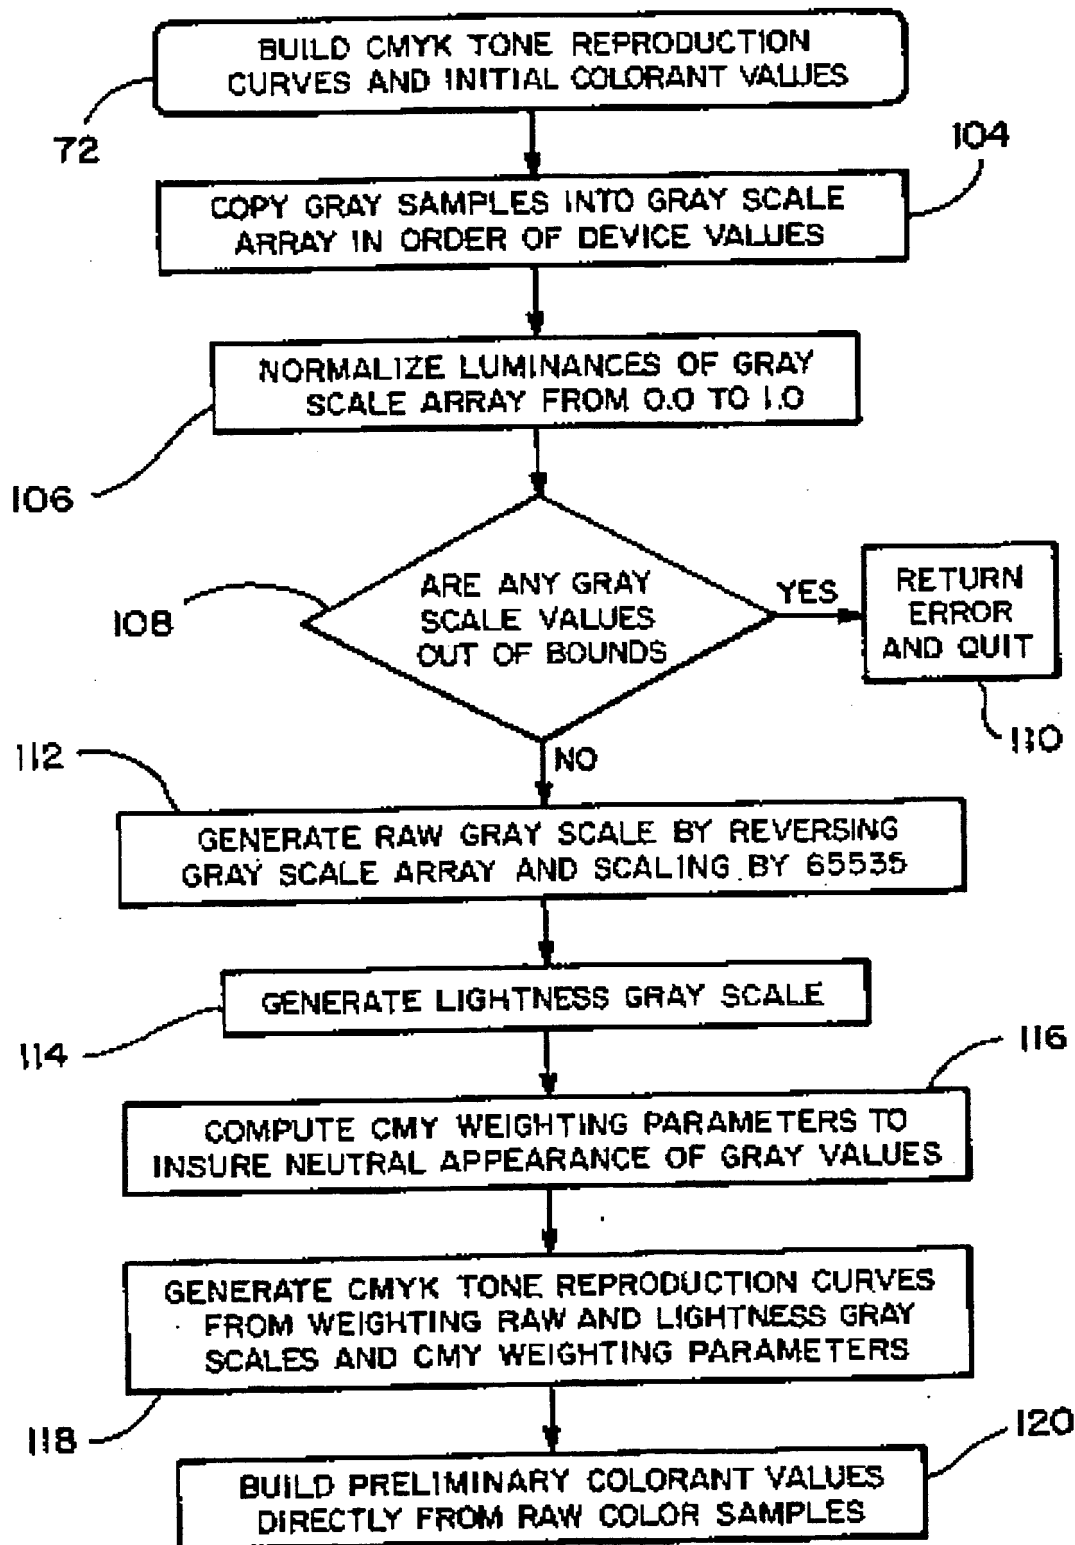 BUILD CMYK TONE REPRODUCTION
CURVES AND INITIAL COLORANT VALUES
72
104
COPY GRAY SAMPLES INTO GRAY SCALE
ARRAY IN ORDER OF DEVICE VALUES
NORMALIZE LUMINANCES OF GRAY
SCALE ARRAY FROM 0.0 TO 1.0
106
ARE ANY GRAY
SCALE VALUES
OUT OF BOUNDS
108
YES
RETURN
ERROR
AND QUIT
110
NO
112
GENERATE RAW GRAY SCALE BY REVERSING
GRAY SCALE ARRAY AND SCALING BY 65535
GENERATE LIGHTNESS GRAY SCALE
114
116
COMPUTE CMY WEIGHTING PARAMETERS TO
INSURE NEUTRAL APPEARANCE OF GRAY VALUES
GENERATE CMYK TONE REPRODUCTION CURVES
FROM WEIGHTING RAW AND LIGHTNESS GRAY
SCALES AND CMY WEIGHTING PARAMETERS
118
120
BUILD PRELIMINARY COLORANT VALUES
DIRECTLY FROM RAW COLOR SAMPLES